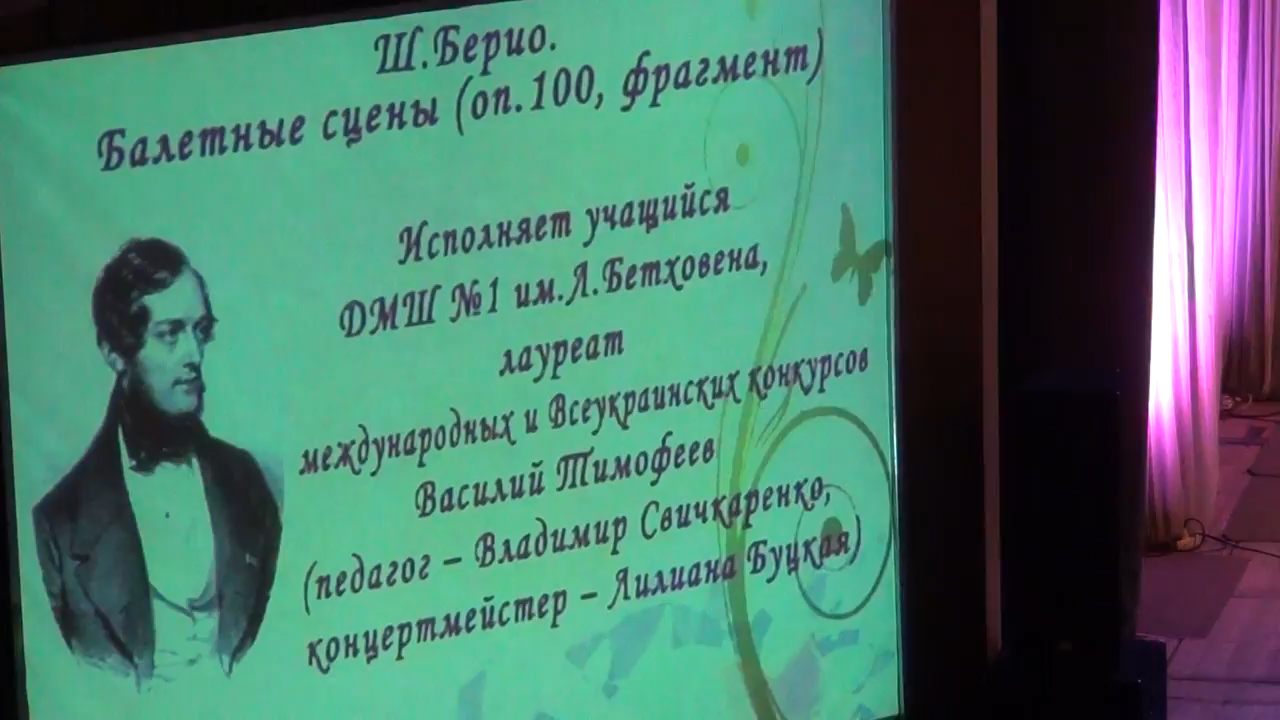 Ш.Берио.
Балетные сцены (оп.100, фрагмент)
Исполняет учащийся
ДМШ №1 им.Л.Бетховена,
лауреат
международных и Всеукраинских конкурсов
Василий Тимофеев
(педагог – Владимир Свичкаренко,
концертмейстер – Лилиана Буцкая)